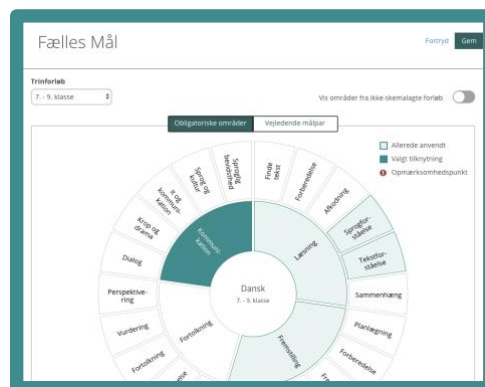 Fælles Mål
Fortryd
Gem
Trinforløb
7. - 9. klasse
Vis områder fra ikke-skemalagte forløb
Obligatoriske områder
Vejledende målpar
Allerede anvendt
Valgt tilknytning
Opmærksomhedspunkt
Finde
tekst
Forberedelse
Afkodning
Sprogfor-
ståelse
Tekstfor-
ståelse
Sammenhæng
Planlægning
Forberedelse
Sproglig
bevidsthed
Sprog og
kultur
It og
kommuni-
kation
Krop og
drama
Dialog
Perspektive-
ring
Vurdering
Fortolkning
Kommuni-
kation
Læsning
Fremstilling
Fortolkning
Dansk
7. - 9. klasse